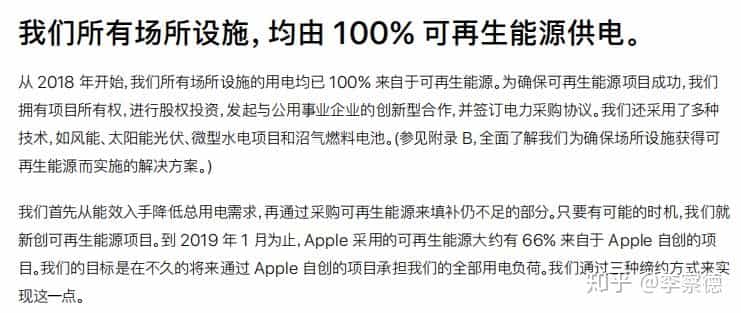 我们所有场所设施，均由 100% 可再生能源供电。
从 2018 年开始，我们所有场所设施的用电均已 100% 来自于可再生能源。为确保可再生能源项目成功，我们
拥有项目所有权，进行股权投资，发起与公用事业企业的创新型合作，并签订电力采购协议。我们还采用了多种
技术，如风能、太阳能光伏、微型水电项目和沼气燃料电池。(参见附录 B，全面了解我们为确保场所设施获得可
再生能源而实施的解决方案。)
我们首先从能效入手降低总用电需求，再通过采购可再生能源来填补仍不足的部分。只要有可能的时机，我们就
新创可再生能源项目。到 2019 年 1 月为止，Apple 采用的可再生能源大约有 66% 来自于 Apple 自创的项
目。我们的目标是在不久的将来通过 Apple 自创的项目承担我们的全部用电负荷。我们通过三种缔约方式来实
现这一点。
知乎 @李察德